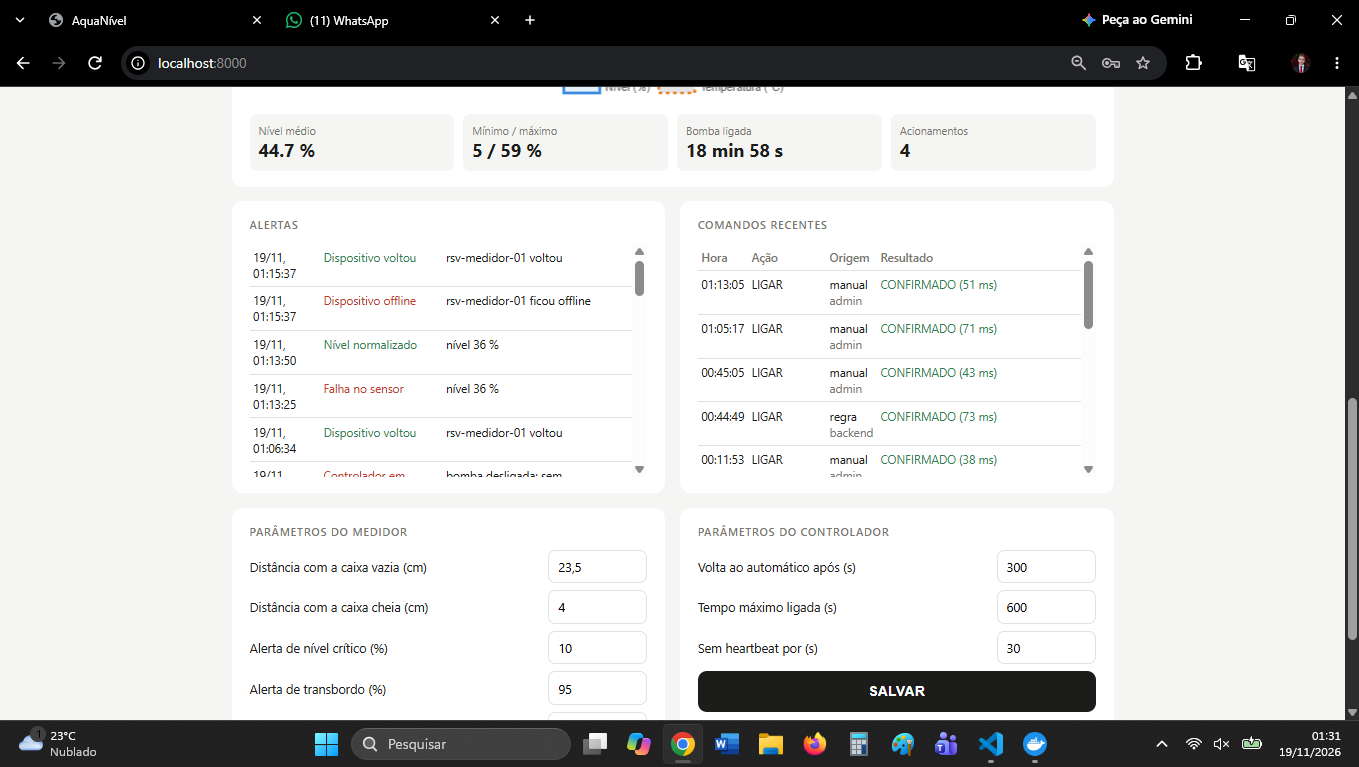 AquaNível
(11) WhatsApp
Peça ao Gemini
localhost:8000
Nível (%)
Temperatura (°C)
Nível médio
44.7 %
Mínimo / máximo
5 / 59 %
Bomba ligada
18 min 58 s
Acionamentos
4
ALERTAS
19/11, 01:15:37 Dispositivo voltou rsv-medidor-01 voltou
19/11, 01:15:37 Dispositivo offline rsv-medidor-01 ficou offline
19/11, 01:13:50 Nível normalizado nível 36 %
19/11, 01:13:25 Falha no sensor nível 36 %
19/11, 01:06:34 Dispositivo voltou rsv-medidor-01 voltou
19/11, Controlador em bomba desligada: sem
COMANDOS RECENTES
Hora Ação Origem Resultado
01:13:05 LIGAR manual admin CONFIRMADO (51 ms)
01:05:17 LIGAR manual admin CONFIRMADO (71 ms)
00:45:05 LIGAR manual admin CONFIRMADO (43 ms)
00:44:49 LIGAR regra backend CONFIRMADO (73 ms)
00:11:53 LIGAR manual admin CONFIRMADO (38 ms)
PARÂMETROS DO MEDIDOR
Distância com a caixa vazia (cm) 23,5
Distância com a caixa cheia (cm) 4
Alerta de nível crítico (%) 10
Alerta de transbordo (%) 95
PARÂMETROS DO CONTROLADOR
Volta ao automático após (s) 300
Tempo máximo ligada (s) 600
Sem heartbeat por (s) 30
SALVAR
1
23°C
Nublado
Pesquisar
01:31
19/11/2026